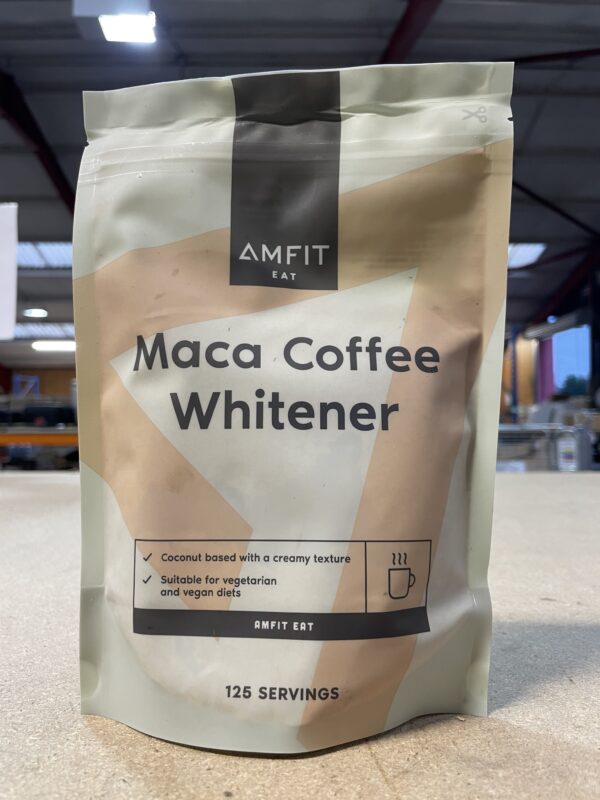 AMFIT
EAT
Maca Coffee
Whitener
Coconut based with a creamy texture
Suitable for vegetarian
and vegan diets
AMFIT EAT
125 SERVINGS